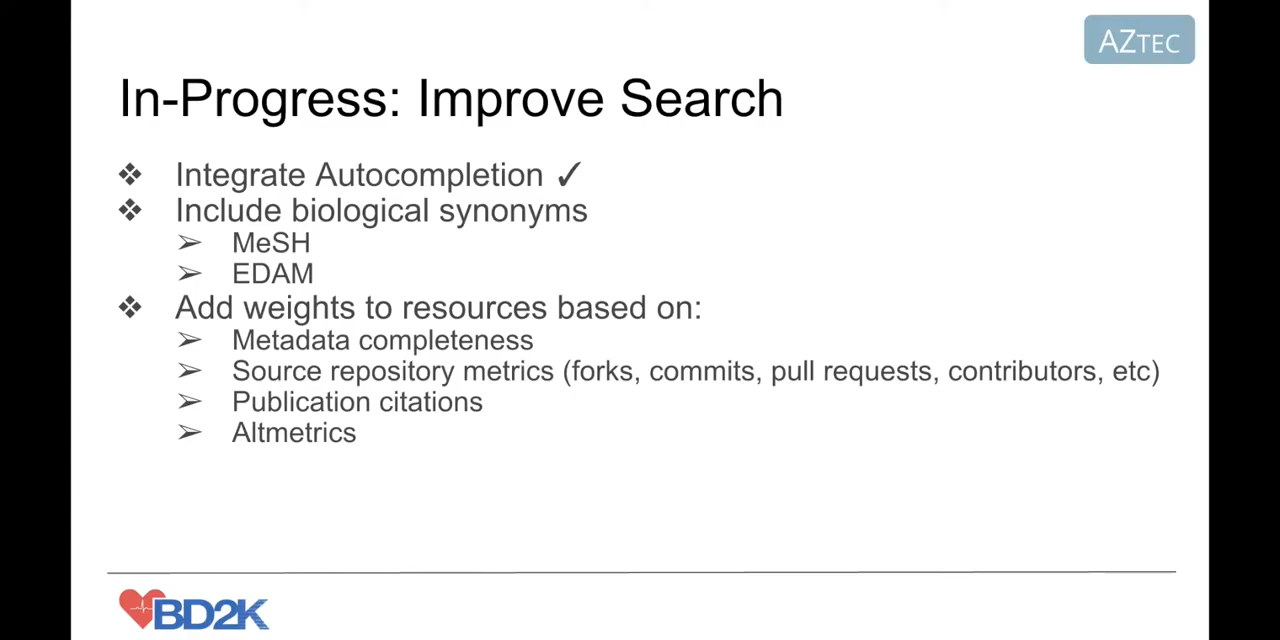 AZTEC
In-Progress: Improve Search
❖ Integrate Autocompletion ✓
❖ Include biological synonyms
➢ MeSH
➢ EDAM
❖ Add weights to resources based on:
➢ Metadata completeness
➢ Source repository metrics (forks, commits, pull requests, contributors, etc)
➢ Publication citations
➢ Altmetrics
BD2K